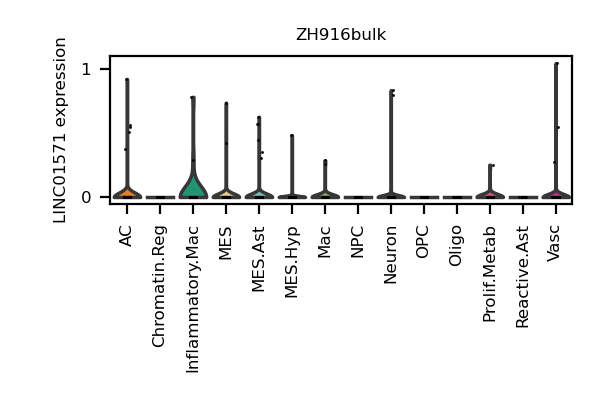 ZH916bulk
LINC01571 expression
1
0
AC
Chromatin.Reg
Inflammatory.Mac
MES
MES.Ast
MES.Hyp
Mac
NPC
Neuron
OPC
Oligo
Prolif.Metab
Reactive.Ast
Vasc